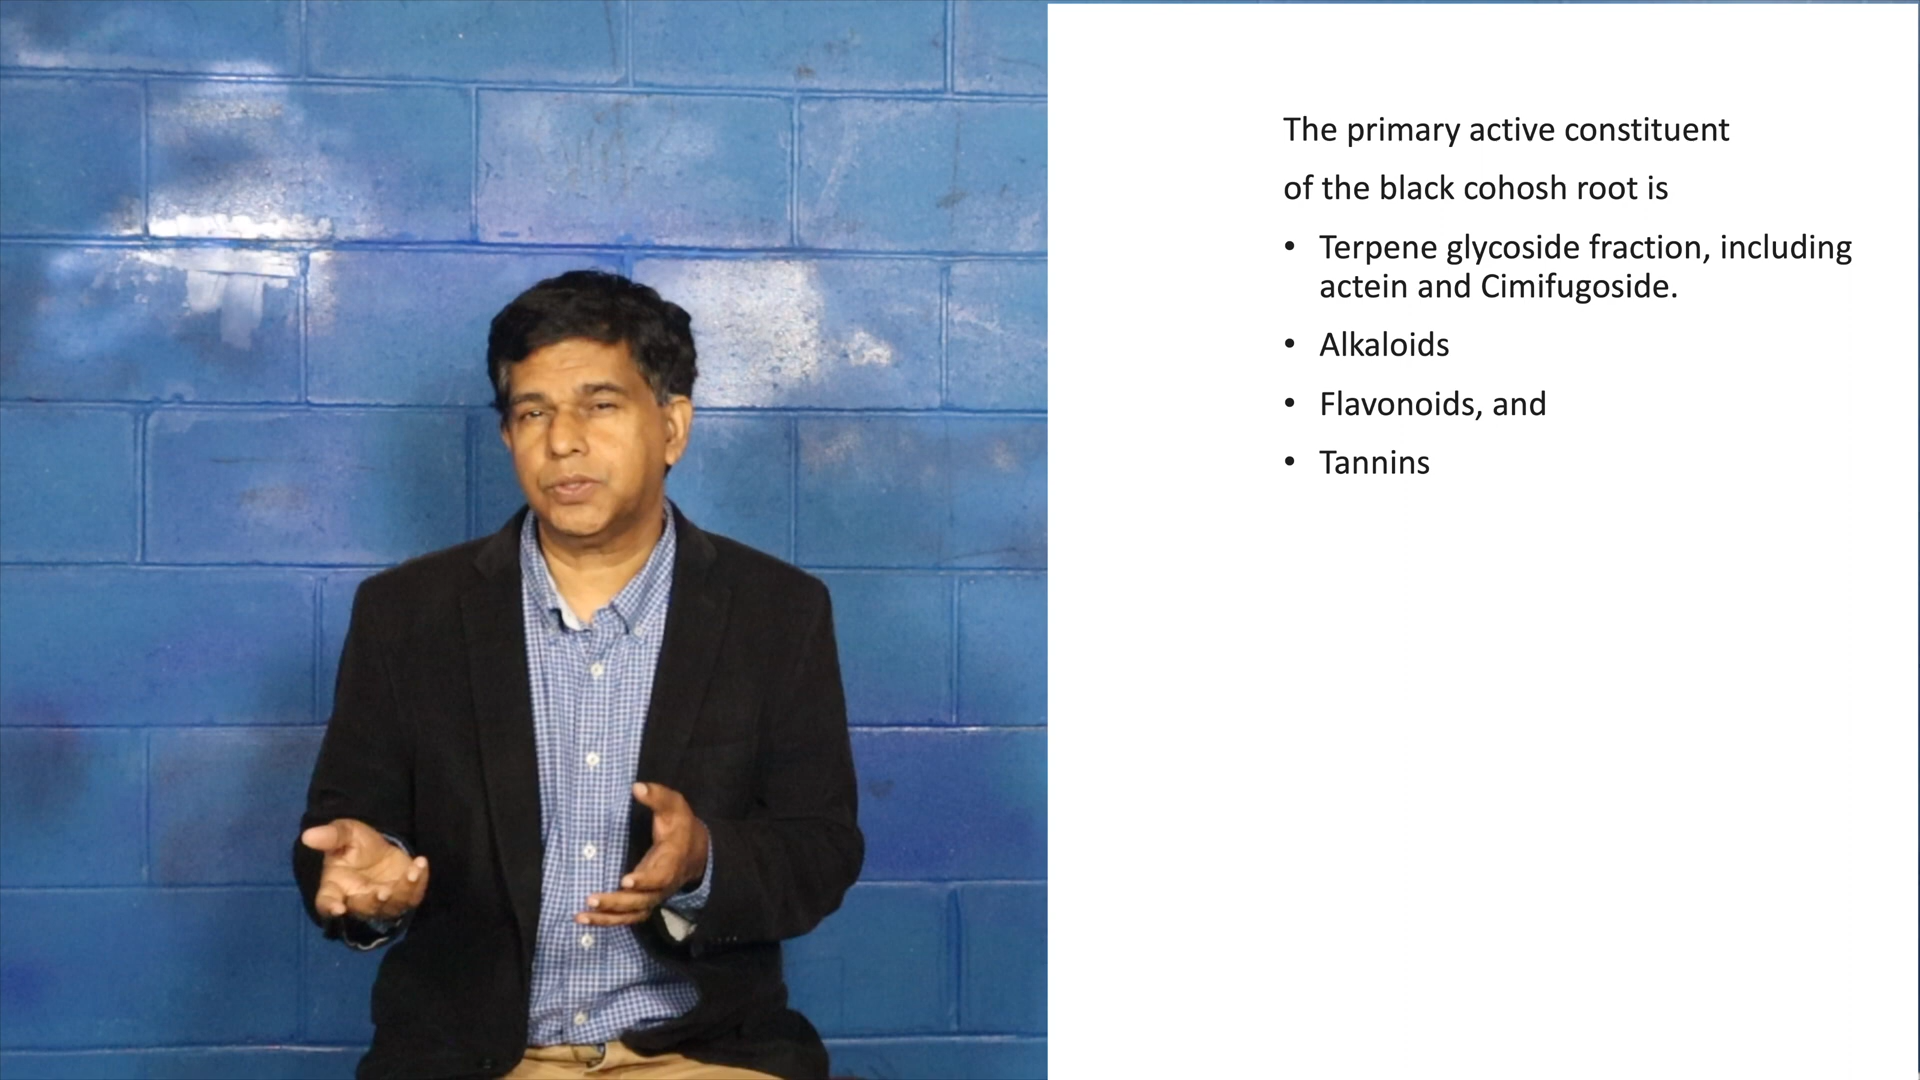 The primary active constituent
of the black cohosh root is
• Terpene glycoside fraction, including
actein and Cimifugoside.
• Alkaloids
• Flavonoids, and
• Tannins